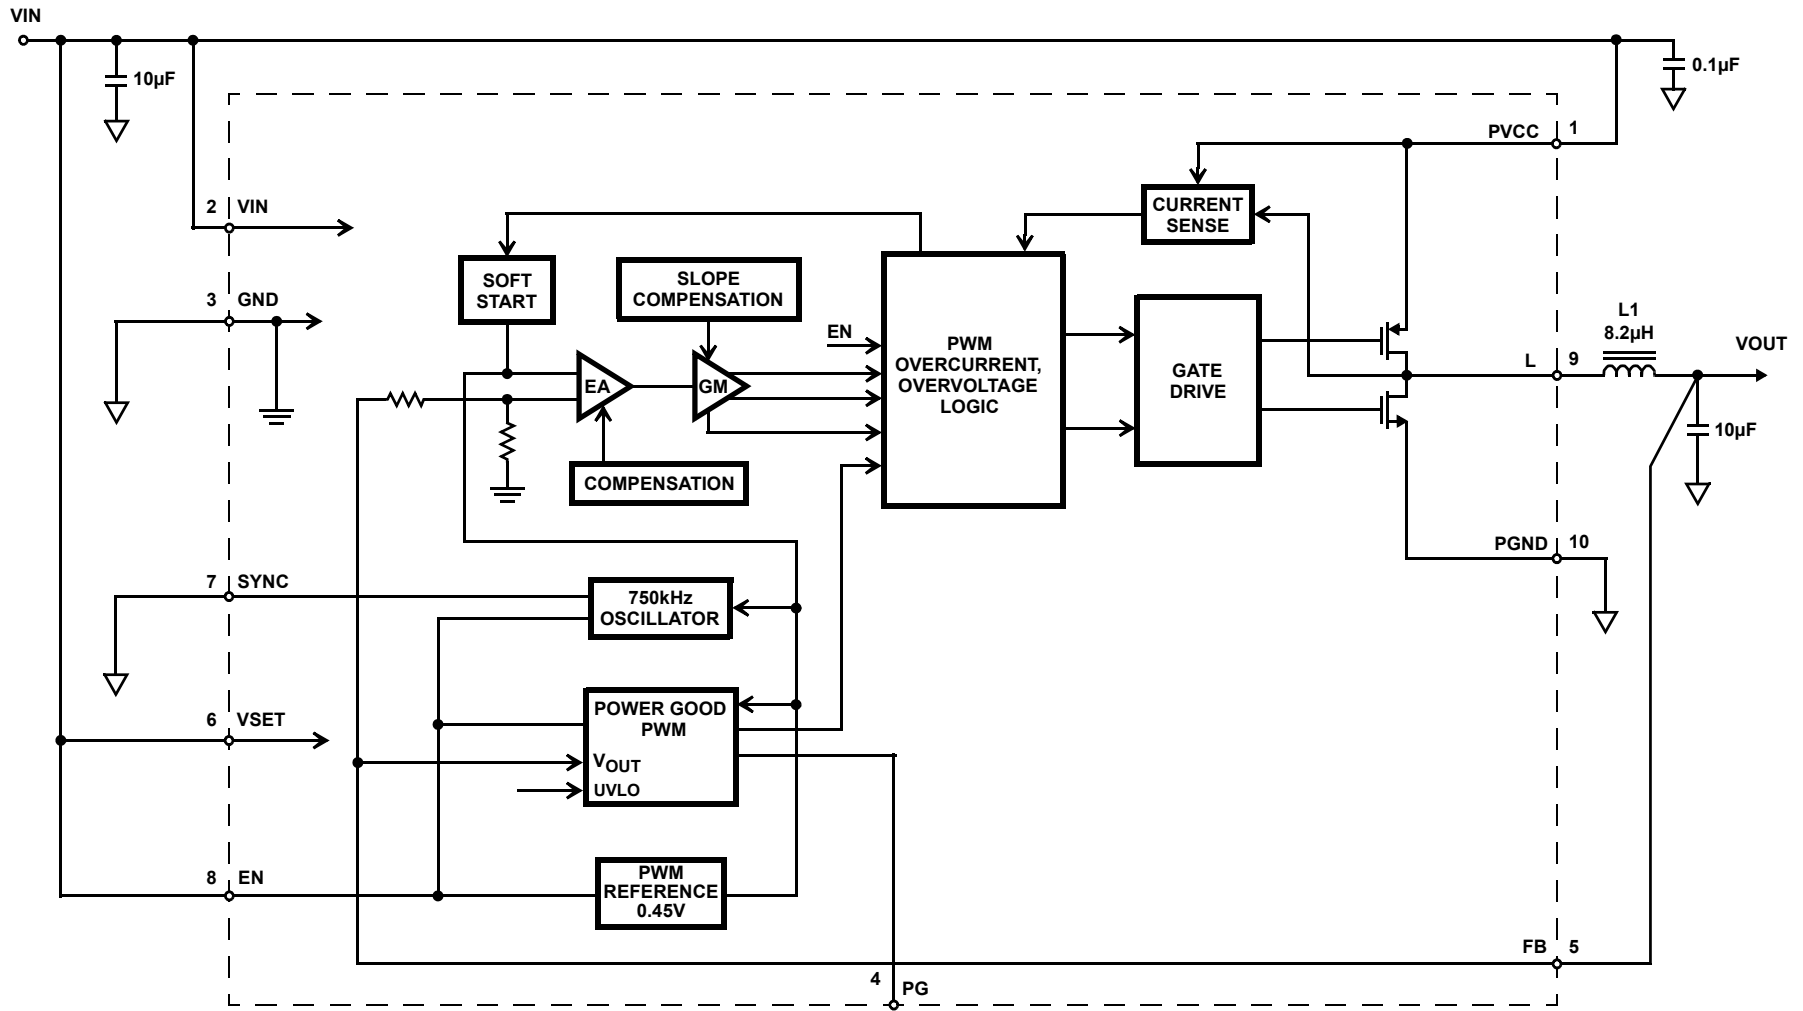 VIN
10µF
0.1µF
PVCC
1
2
VIN
CURRENT
SENSE
3
GND
SOFT
START
SLOPE
COMPENSATION
EN
PWM
OVERCURRENT,
OVERVOLTAGE
LOGIC
GATE
DRIVE
L
9
L1
8.2µH
VOUT
EA
GM
10µF
COMPENSATION
PGND
10
7
SYNC
750kHz
OSCILLATOR
6
VSET
POWER GOOD
PWM
VOUT
UVLO
8
EN
PWM
REFERENCE
0.45V
FB
5
4
PG